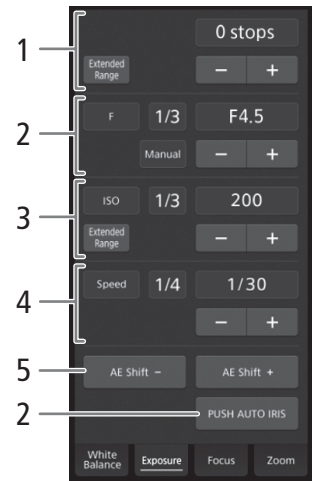 1
0 stops
Extended
Range
− +
2
F 1/3 F4.5
Manual − +
3
ISO 1/3 200
Extended
Range
− +
4
Speed 1/4 1/30
− +
5
AE Shift − AE Shift +
2
PUSH AUTO IRIS
White
Balance Exposure Focus Zoom